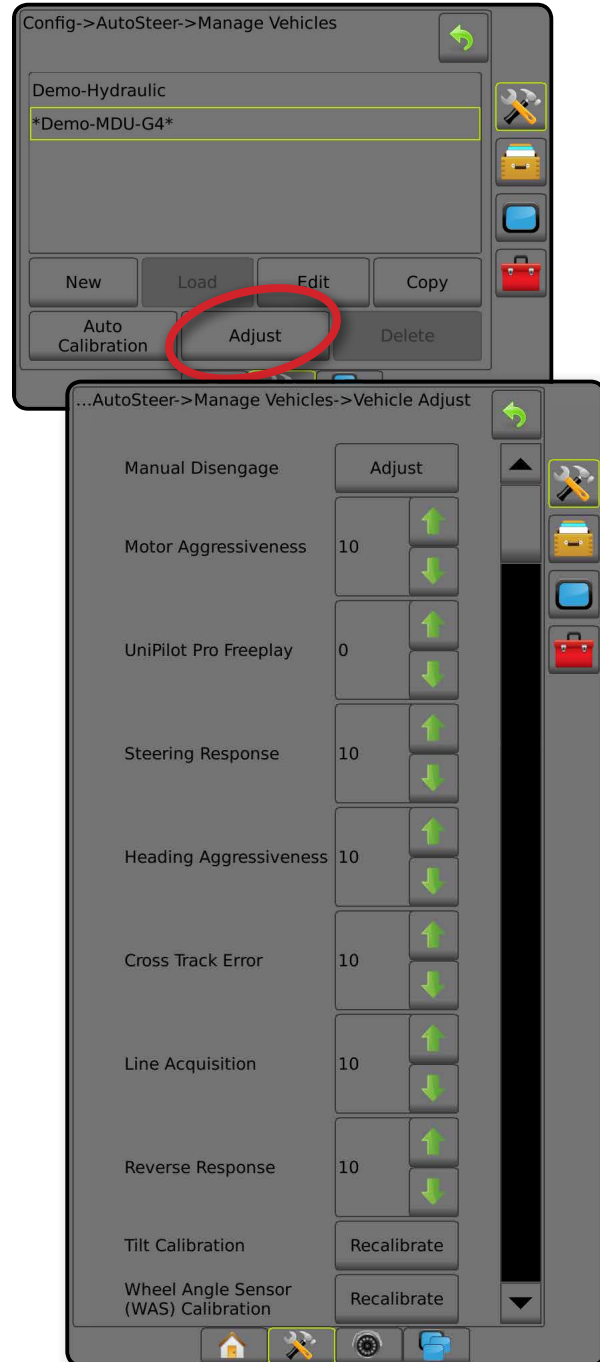 Config->AutoSteer->Manage Vehicles
Demo-Hydraulic
*Demo-MDU-G4*
New
Load
Edit
Copy
Auto
Calibration
Adjust
Delete
...AutoSteer->Manage Vehicles->Vehicle Adjust
Manual Disengage
Adjust
Motor Aggressiveness
10
UniPilot Pro Freeplay
0
Steering Response
10
Heading Aggressiveness
10
Cross Track Error
10
Line Acquisition
10
Reverse Response
10
Tilt Calibration
Recalibrate
Wheel Angle Sensor
(WAS) Calibration
Recalibrate